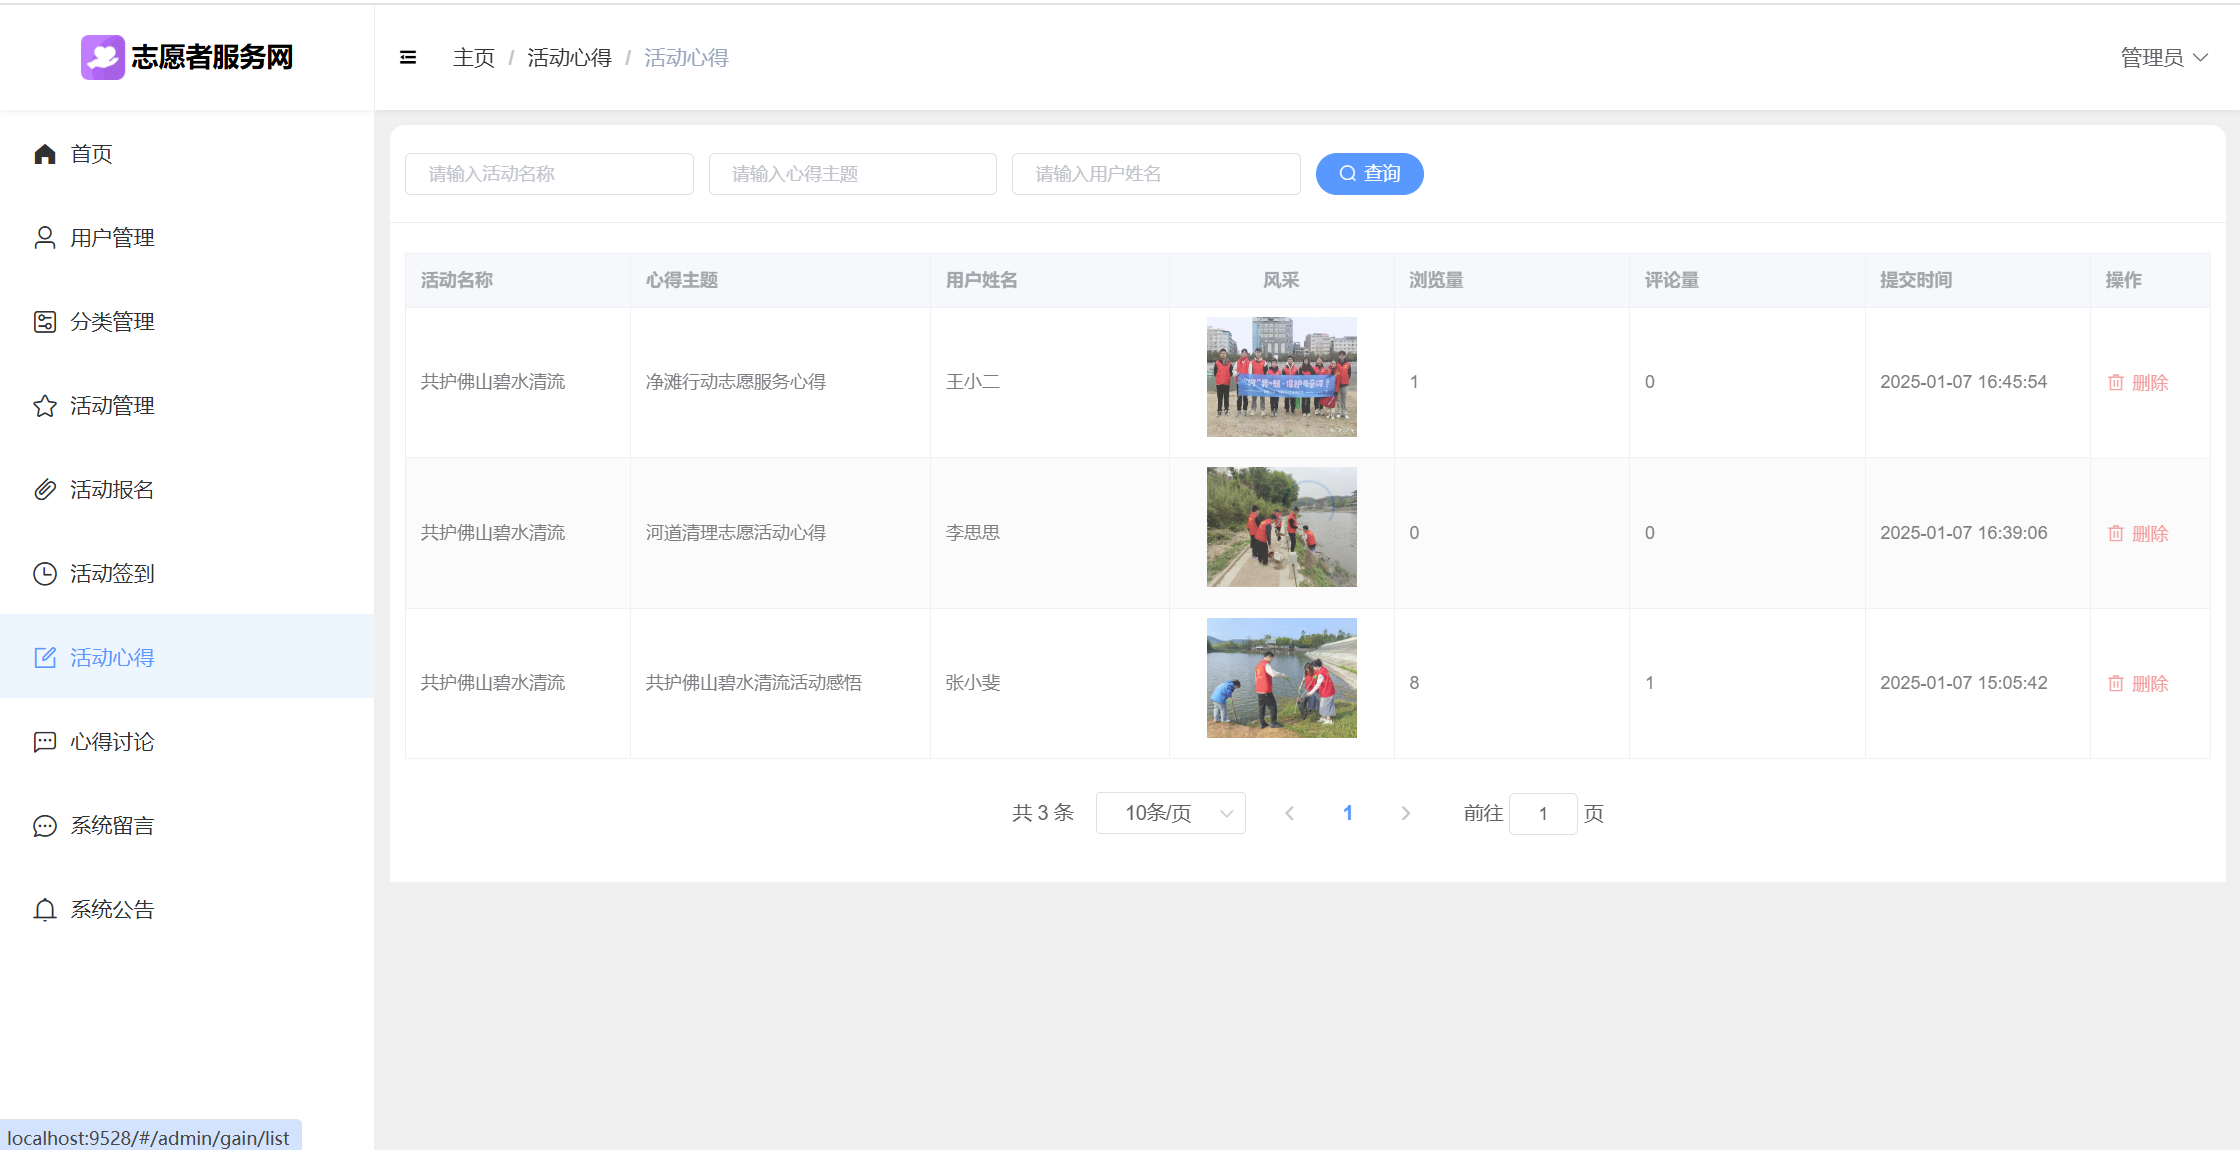 志愿者服务网
主页 / 活动心得 / 活动心得
管理员
首页
用户管理
分类管理
活动管理
活动报名
活动签到
活动心得
心得讨论
系统留言
系统公告
请输入活动名称 请输入心得主题 请输入用户姓名 查询
活动名称 心得主题 用户姓名 风采 浏览量 评论量 提交时间 操作
共护佛山碧水清流 净滩行动志愿服务心得 王小二 1 0 2025-01-07 16:45:54 删除
共护佛山碧水清流 河道清理志愿活动心得 李思思 0 0 2025-01-07 16:39:06 删除
共护佛山碧水清流 共护佛山碧水清流活动感悟 张小斐 8 1 2025-01-07 15:05:42 删除
共 3 条 10条/页 1 前往 1 页
localhost:9528/#/admin/gain/list